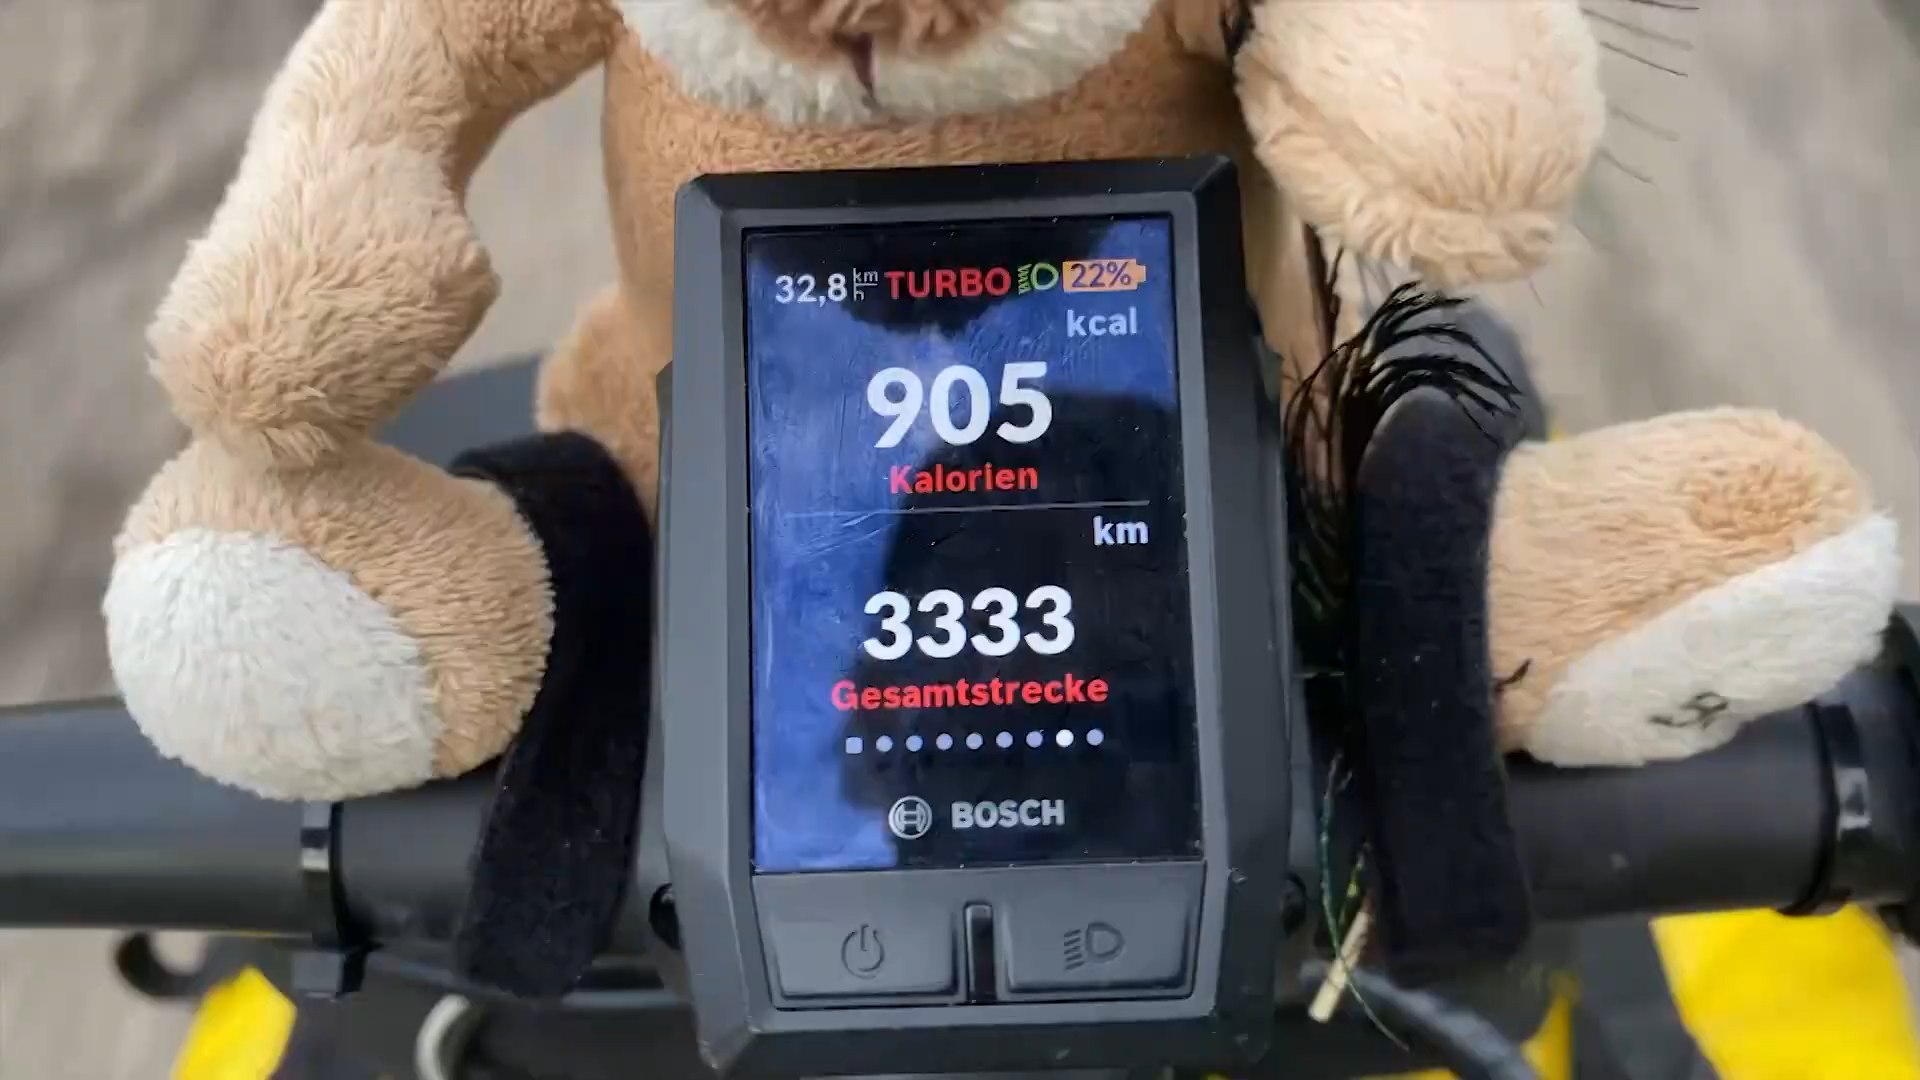 32,8 km/h TURBO 22%
kcal
905
Kalorien
km
3333
Gesamtstrecke
BOSCH